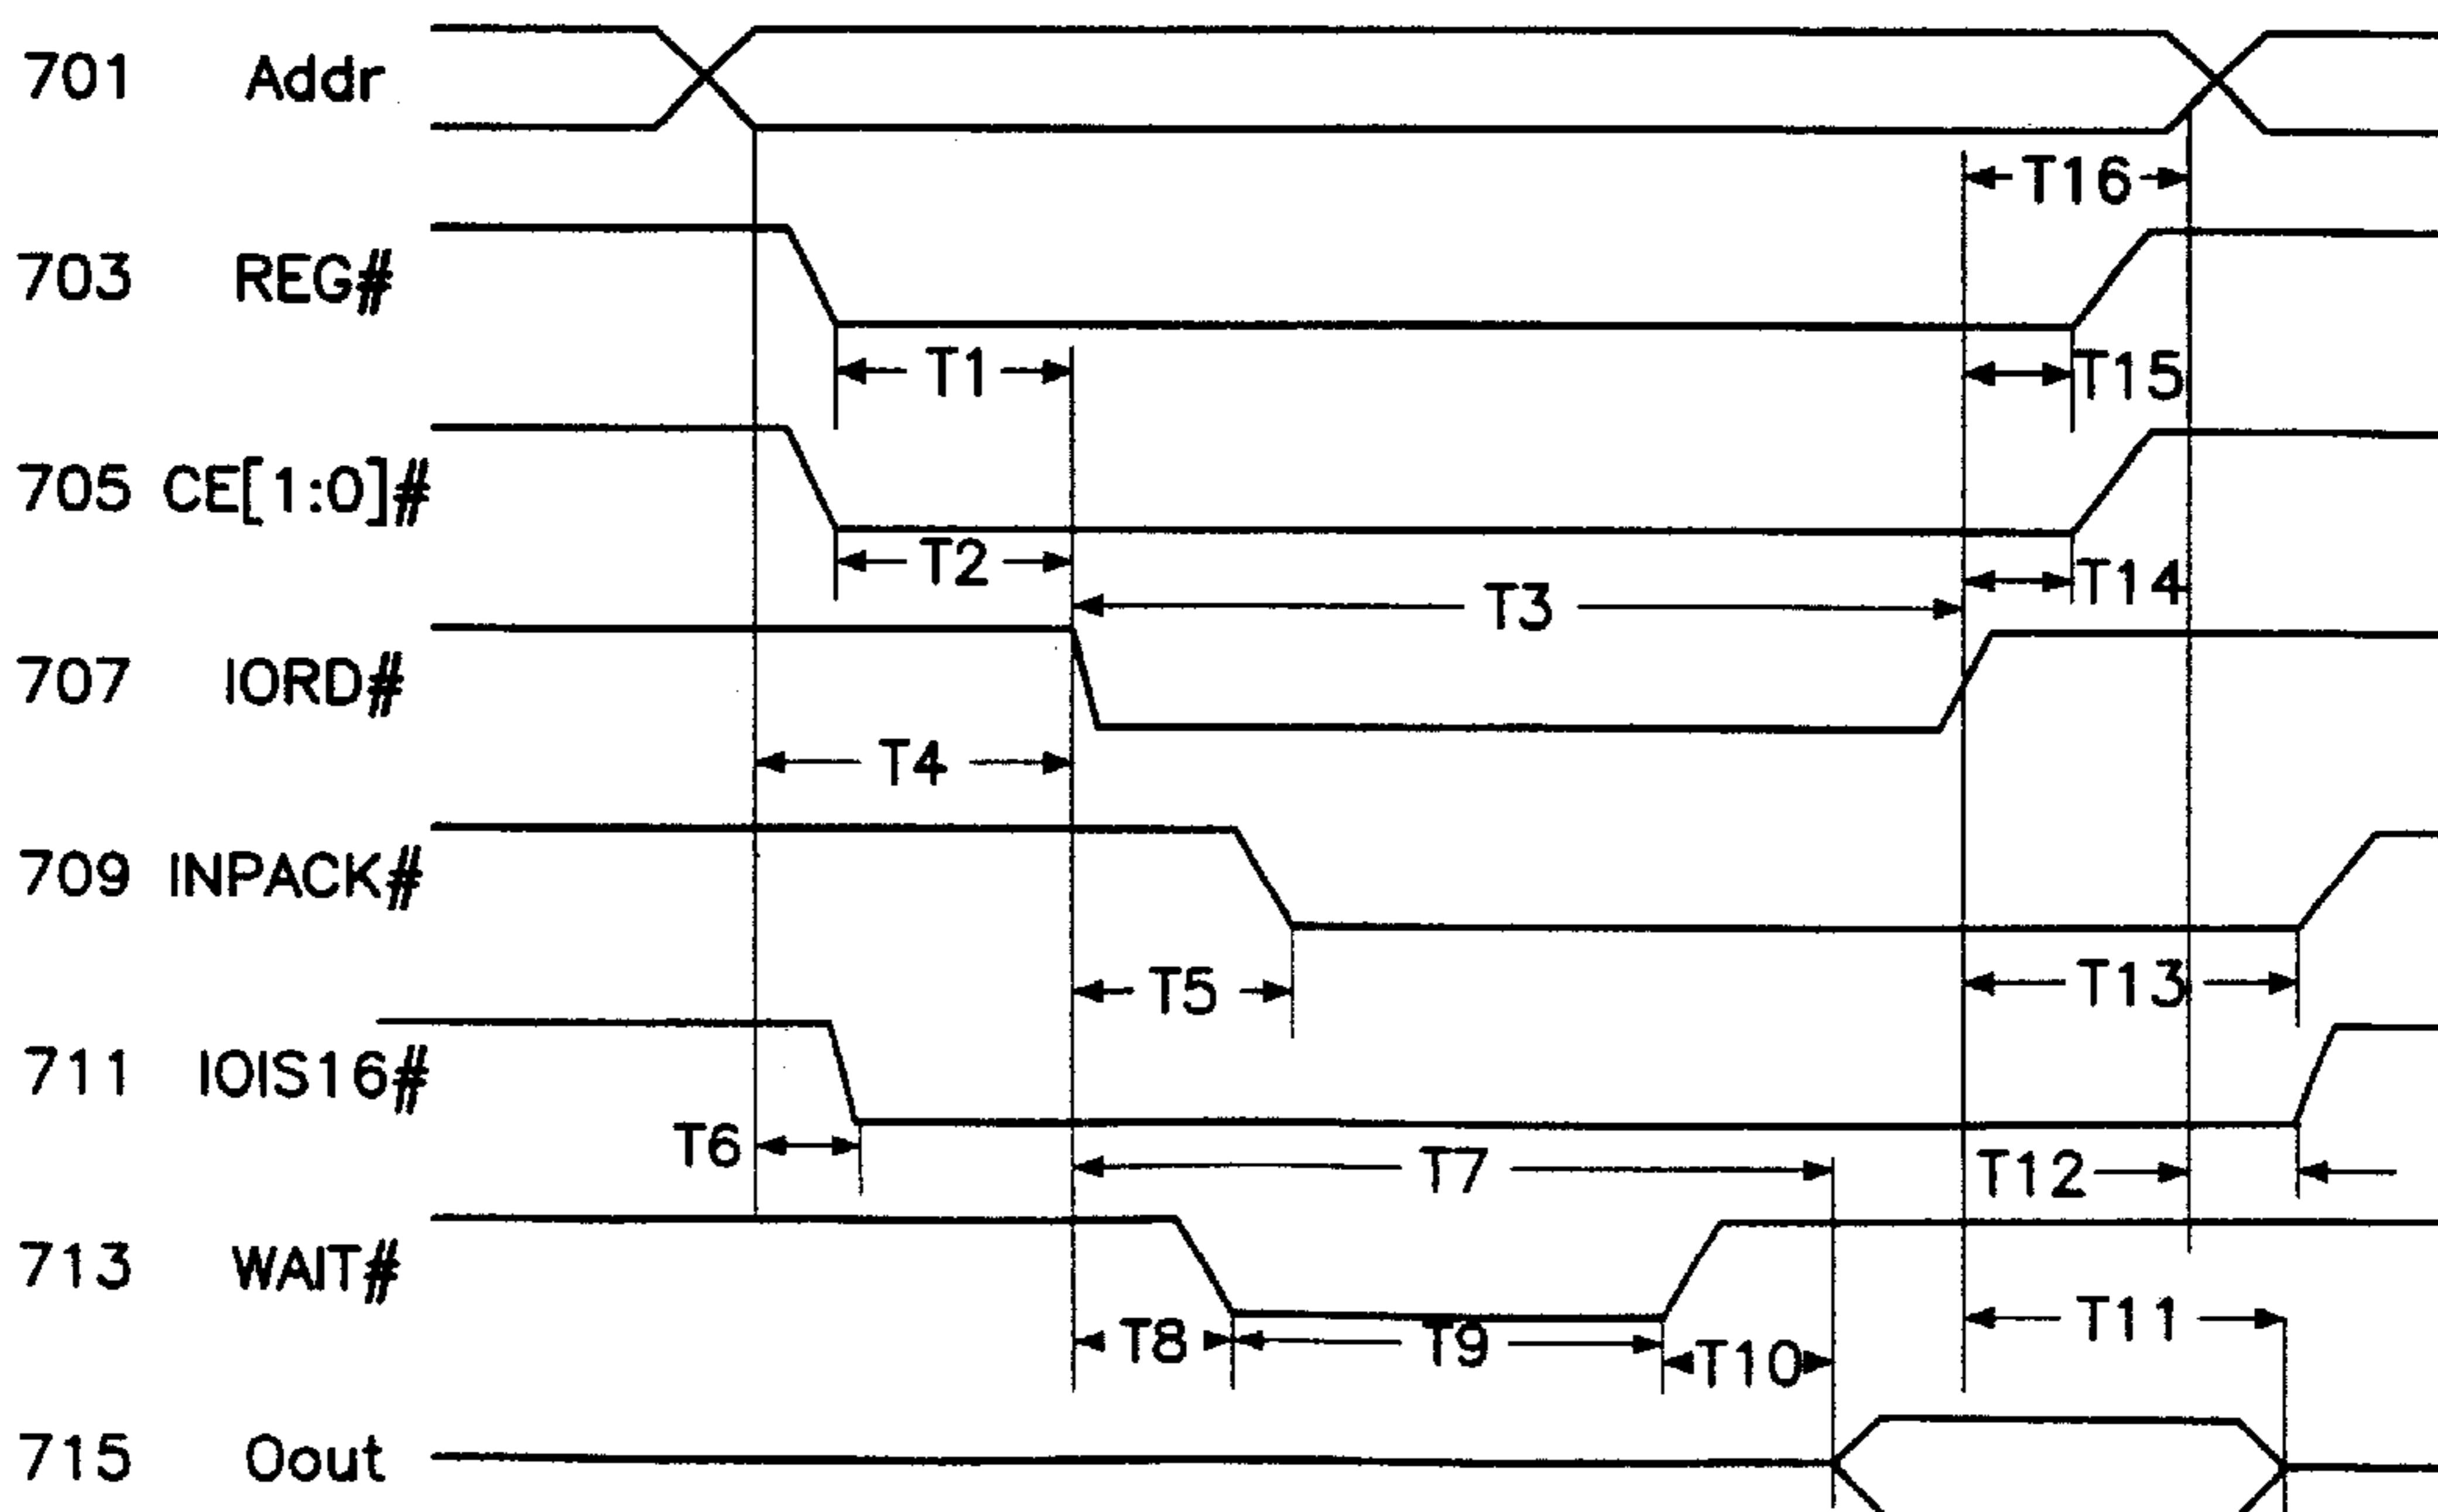 701 Addr
T16
703 REG#
T1
T15
705 CE[1:0]#
T2
T14
T3
707 IORD#
T4
709 INPACK#
T5
T13
711 IOIS16#
T6
T7
T12
713 WAIT#
T8
T9
T10
T11
715 Oout